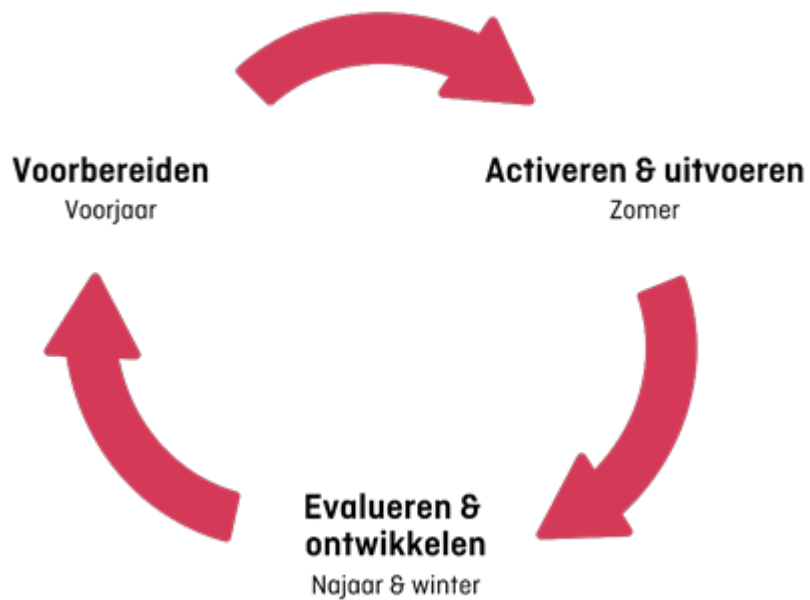 Voorbereiden
Voorjaar
Activeren & uitvoeren
Zomer
Evalueren &
ontwikkelen
Najaar & winter